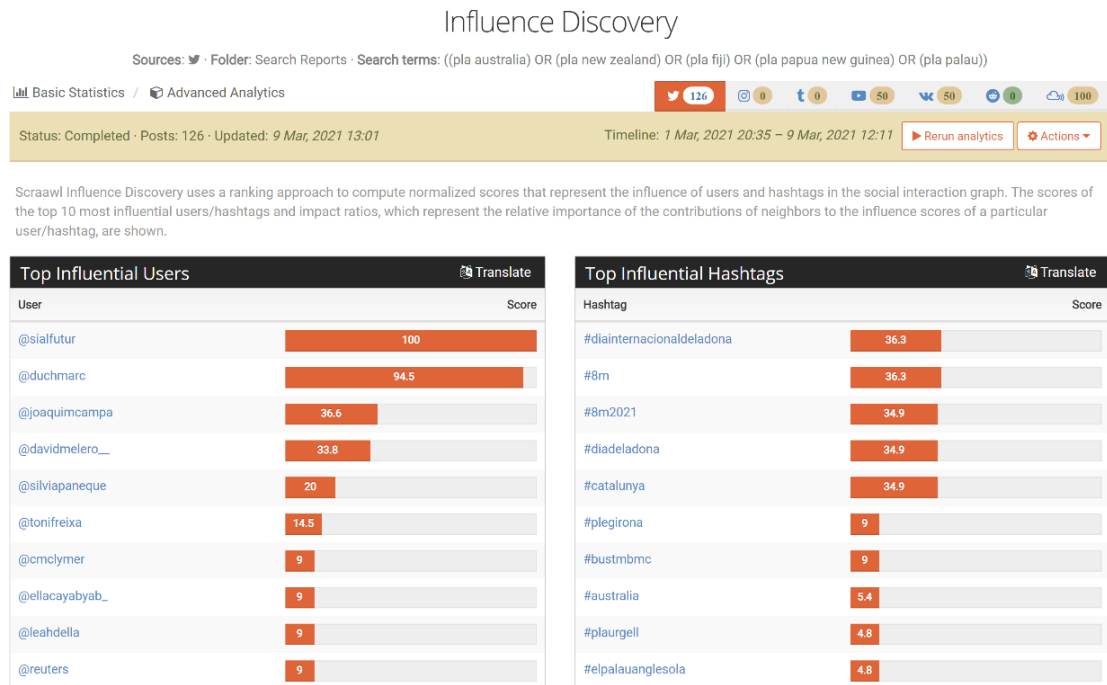 Influence Discovery
Sources: · Folder: Search Reports · Search terms: ((pla australia) OR (pla new zealand) OR (pla fiji) OR (pla papua new guinea) OR (pla palau))
Basic Statistics / Advanced Analytics
126 0 t 0 50 50 0 100
Status: Completed · Posts: 126 · Updated: 9 Mar, 2021 13:01
Timeline: 1 Mar, 2021 20:35 – 9 Mar, 2021 12:11 Rerun analytics Actions
Scraawl Influence Discovery uses a ranking approach to compute normalized scores that represent the influence of users and hashtags in the social interaction graph. The scores of
the top 10 most influential users/hashtags and impact ratios, which represent the relative importance of the contributions of neighbors to the influence scores of a particular
user/hashtag, are shown.
Top Influential Users Translate
User Score
@sialfutur 100
@duchmarc 94.5
@joaquimcampa 36.6
@davidmelero__ 33.8
@silviapaneque 20
@tonifreixa 14.5
@cmclymer 9
@ellacayabyab_ 9
@leahdella 9
@reuters 9
Top Influential Hashtags Translate
Hashtag Score
#diainternacionaldeladona 36.3
#8m 36.3
#8m2021 34.9
#diadeladona 34.9
#catalunya 34.9
#plegirona 9
#bustmbmc 9
#australia 5.4
#plaurgell 4.8
#elpalauanglesola 4.8